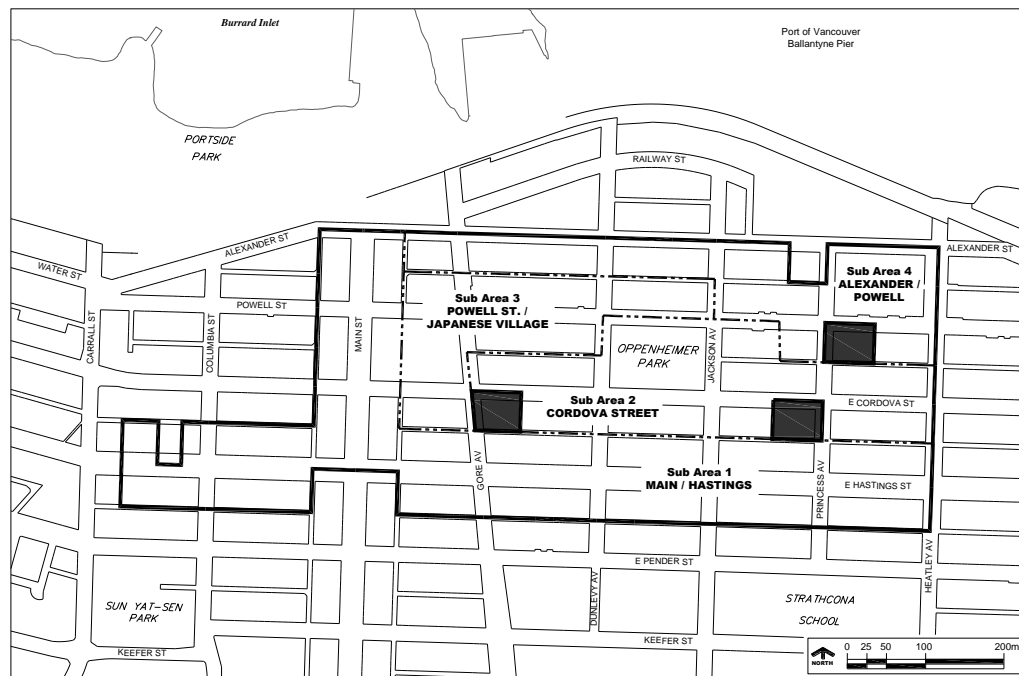 Burrard Inlet
Port of Vancouver
Ballantyne Pier
PORTSIDE
PARK
RAILWAY ST
ALEXANDER ST
ALEXANDER ST
WATER ST
Sub Area 4
ALEXANDER /
POWELL
Sub Area 3
POWELL ST. /
JAPANESE VILLAGE
POWELL ST
CARRALL ST
COLUMBIA ST
MAIN ST
OPPENHEIMER
PARK
JACKSON AV
Sub Area 2
CORDOVA STREET
E CORDOVA ST
Sub Area 1
MAIN / HASTINGS
GORE AV
PRINCESS AV
E HASTINGS ST
E PENDER ST
HEATLEY AV
DUNLEVY AV
SUN YAT-SEN
PARK
STRATHCONA
SCHOOL
KEEFER ST
KEEFER ST
NORTH
0 25 50 100 200m